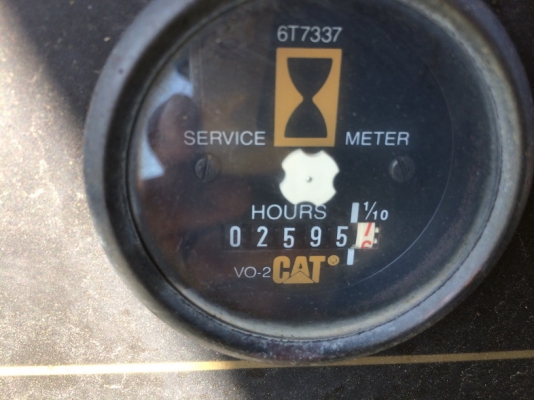 6T7337
SERVICE METER
HOURS 1/10
02595
VO-2 CAT®